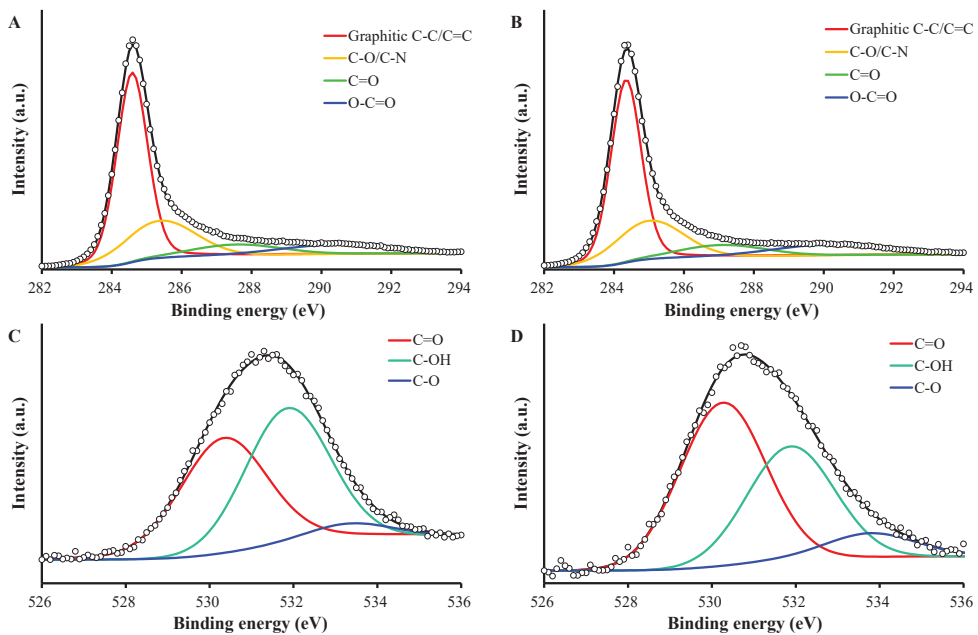 A
Graphitic C-C/C=C
C-O/C-N
C=O
O-C=O
Intensity (a.u.)
282 284 286 288 290 292 294
Binding energy (eV)
B
Graphitic C-C/C=C
C-O/C-N
C=O
O-C=O
Intensity (a.u.)
282 284 286 288 290 292 294
Binding energy (eV)
C
C=O
C-OH
C-O
Intensity (a.u.)
526 528 530 532 534 536
Binding energy (eV)
D
C=O
C-OH
C-O
Intensity (a.u.)
526 528 530 532 534 536
Binding energy (eV)